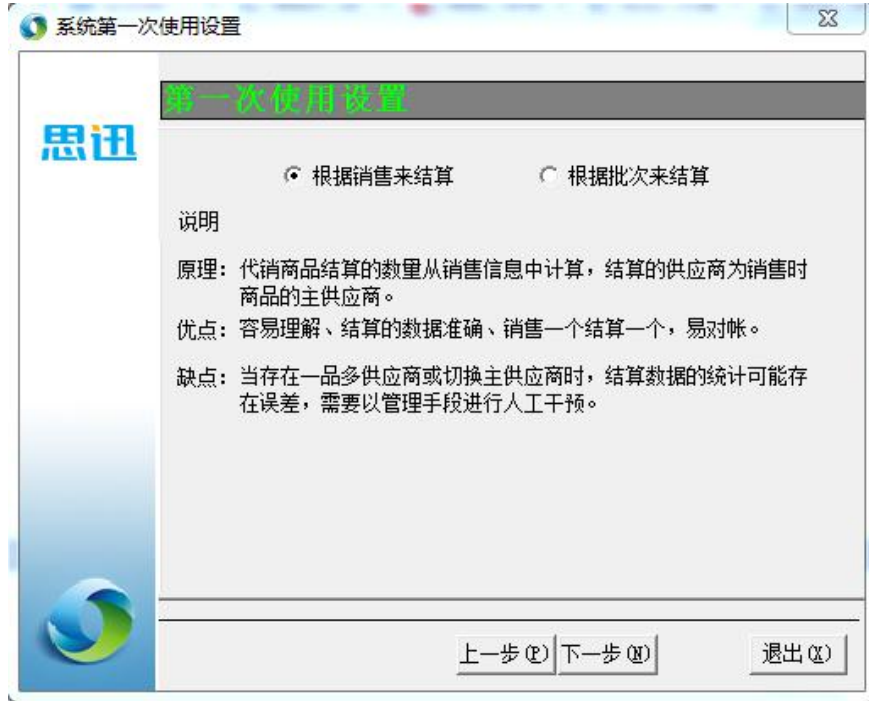 系统第一次使用设置
第一次使用设置
思迅
根据销售来结算 根据批次来结算
说明
原理：代销商品结算的数量从销售信息中计算，结算的供应商为销售时
商品的主供应商。
优点：容易理解、结算的数据准确、销售一个结算一个，易对帐。
缺点：当存在一品多供应商或切换主供应商时，结算数据的统计可能存
在误差，需要以管理手段进行人工干预。
上一步(P) 下一步(N) 退出(X)